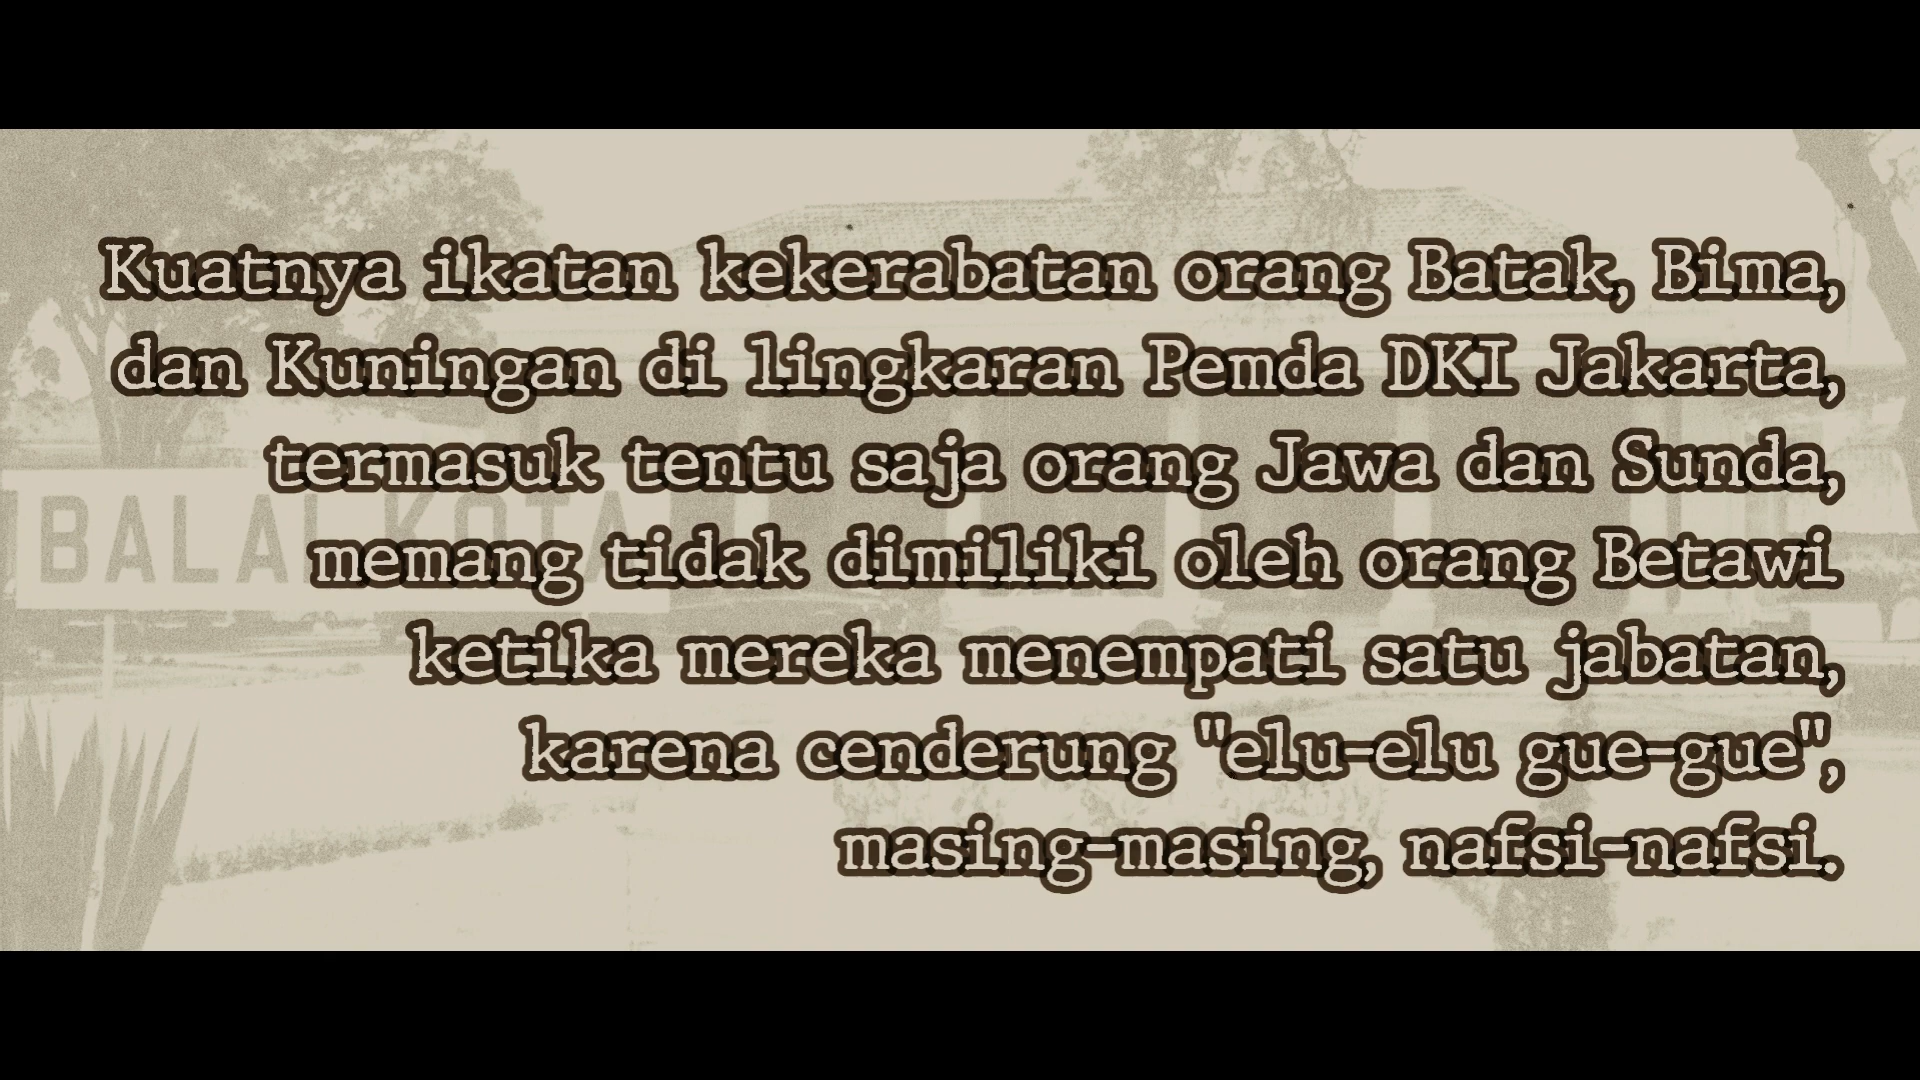 Kuatnya ikatan kekerabatan orang Batak, Bima,
dan Kuningan di lingkaran Pemda DKI Jakarta,
termasuk tentu saja orang Jawa dan Sunda,
memang tidak dimiliki oleh orang Betawi
ketika mereka menempati satu jabatan,
karena cenderung "elu-elu gue-gue",
masing-masing, nafsi-nafsi.
BALAI KOTA